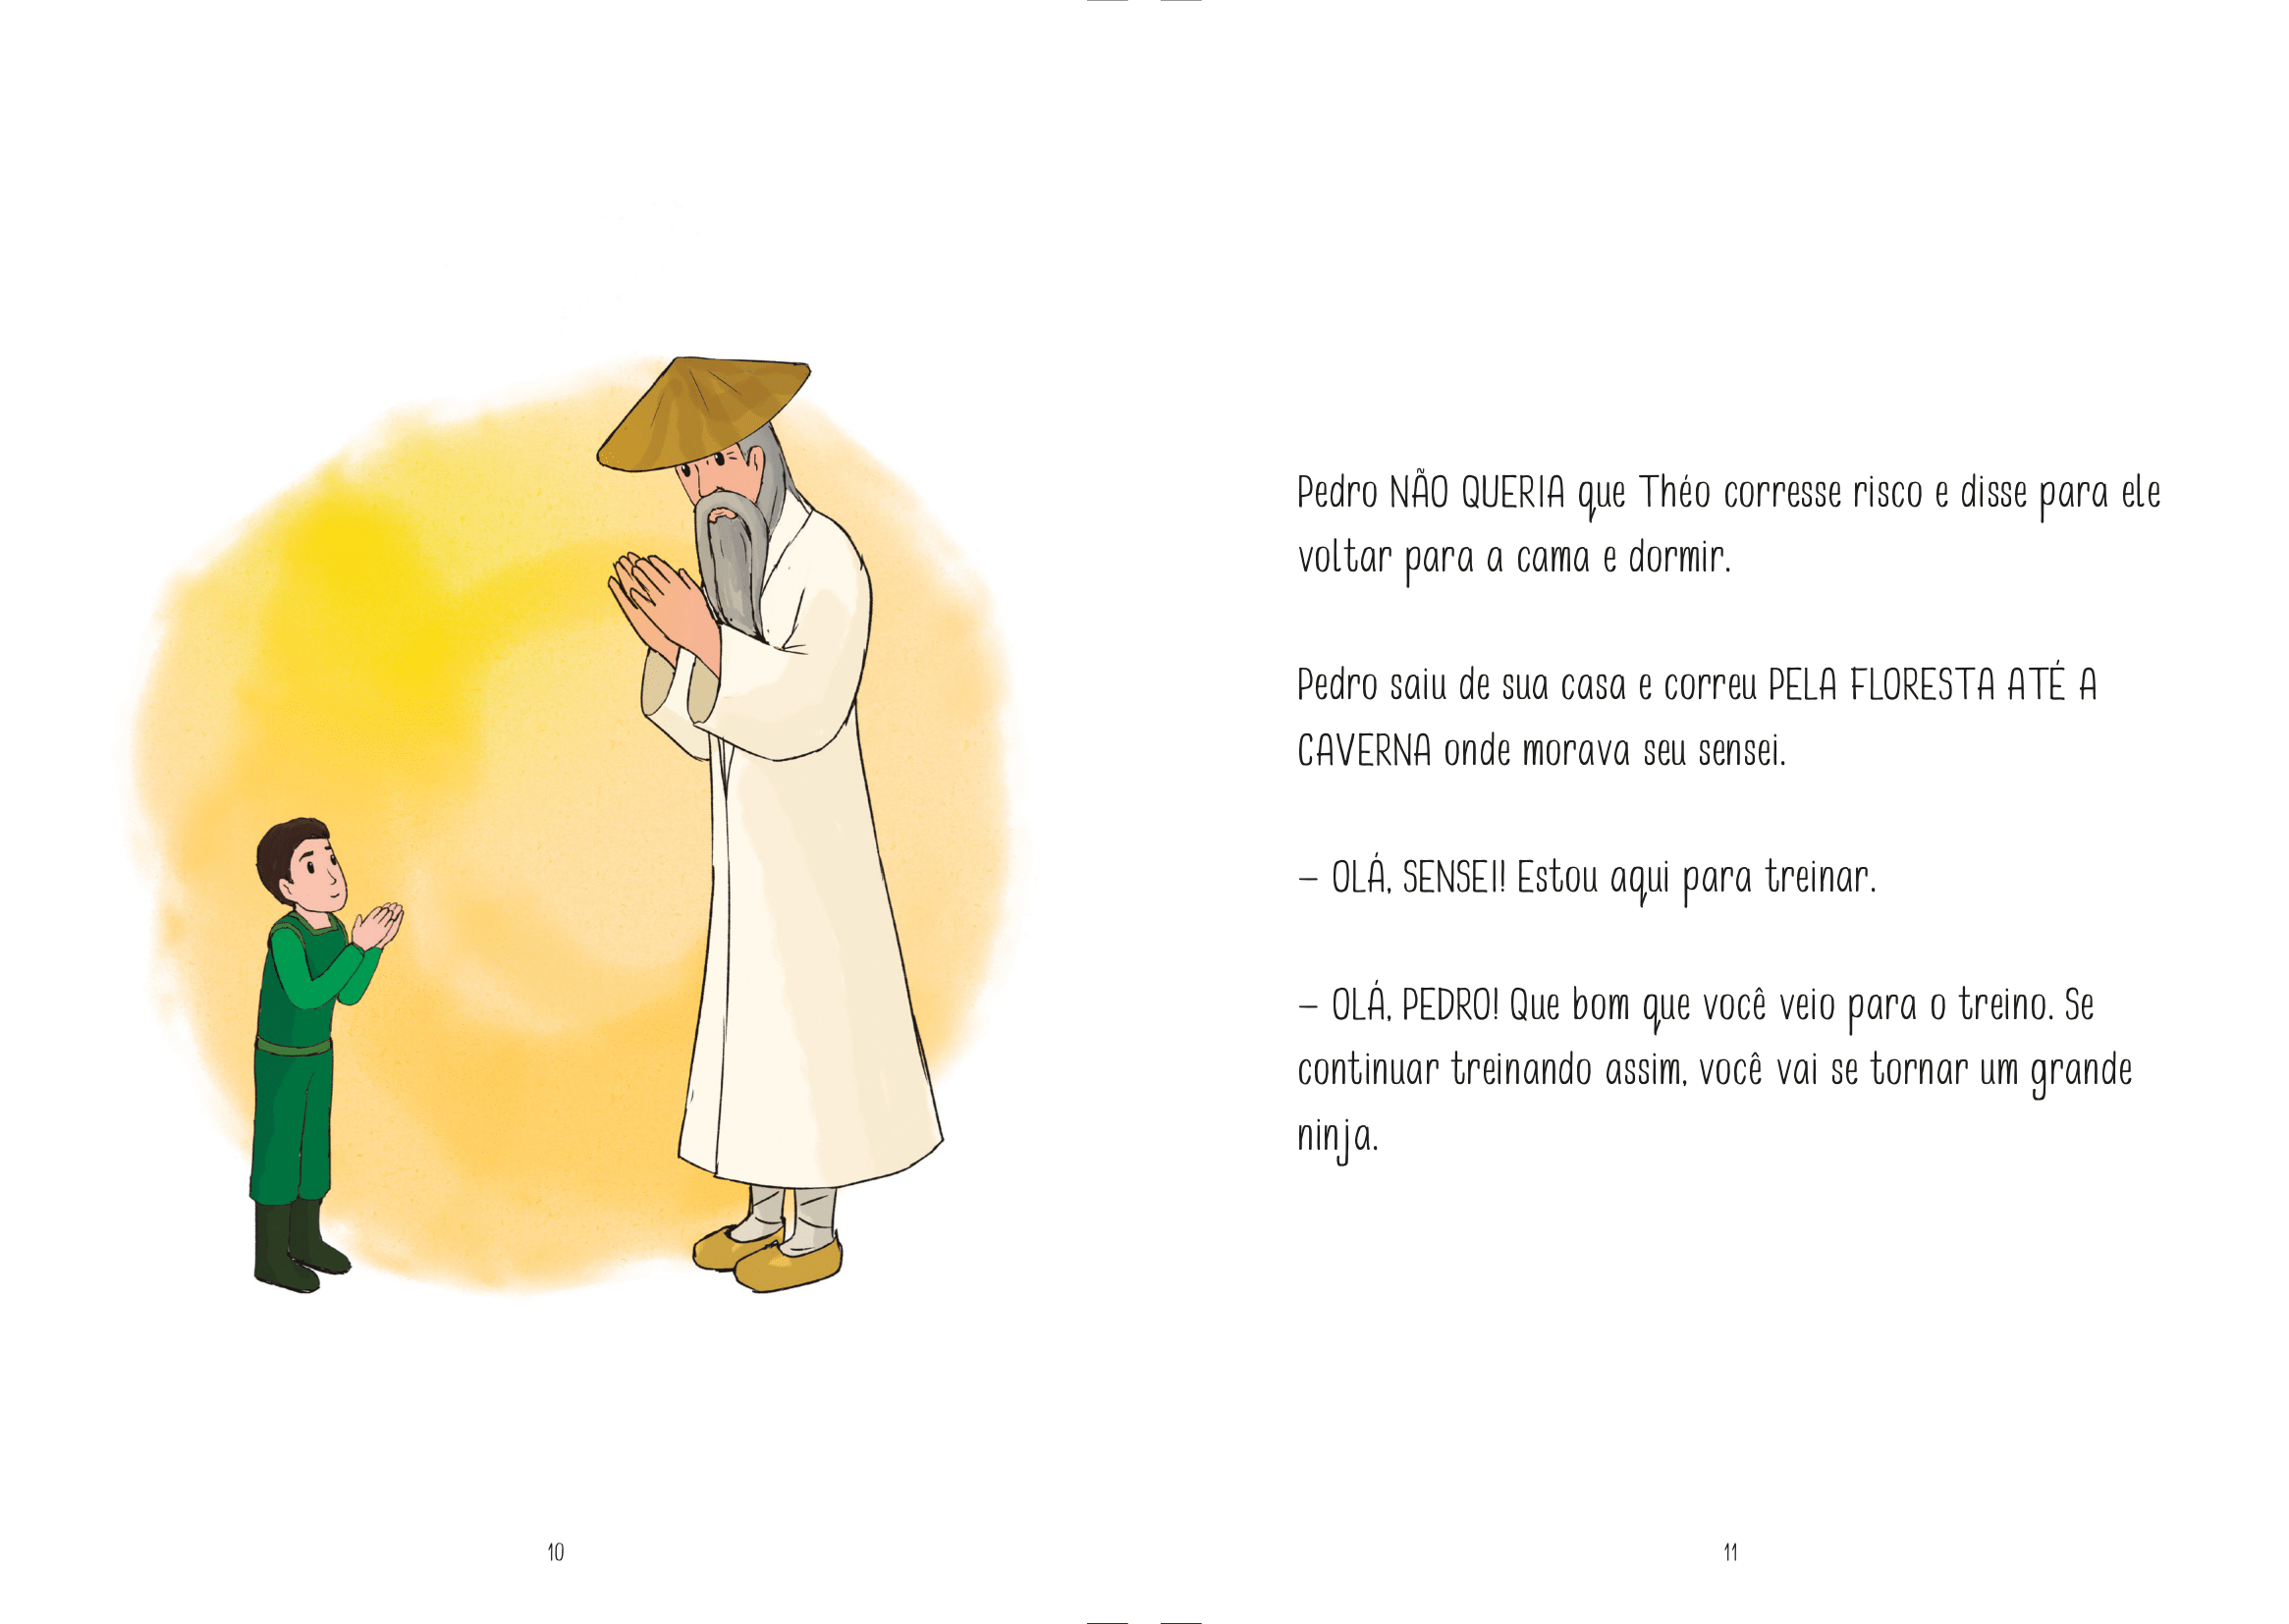 Pedro NÃO QUERIA que Théo corresse risco e disse para ele
voltar para a cama e dormir.
Pedro saiu de sua casa e correu PELA FLORESTA ATÉ A
CAVERNA onde morava seu sensei.
– OLÁ, SENSEI! Estou aqui para treinar.
– OLÁ, PEDRO! Que bom que você veio para o treino. Se
continuar treinando assim, você vai se tornar um grande
ninja.
10
11